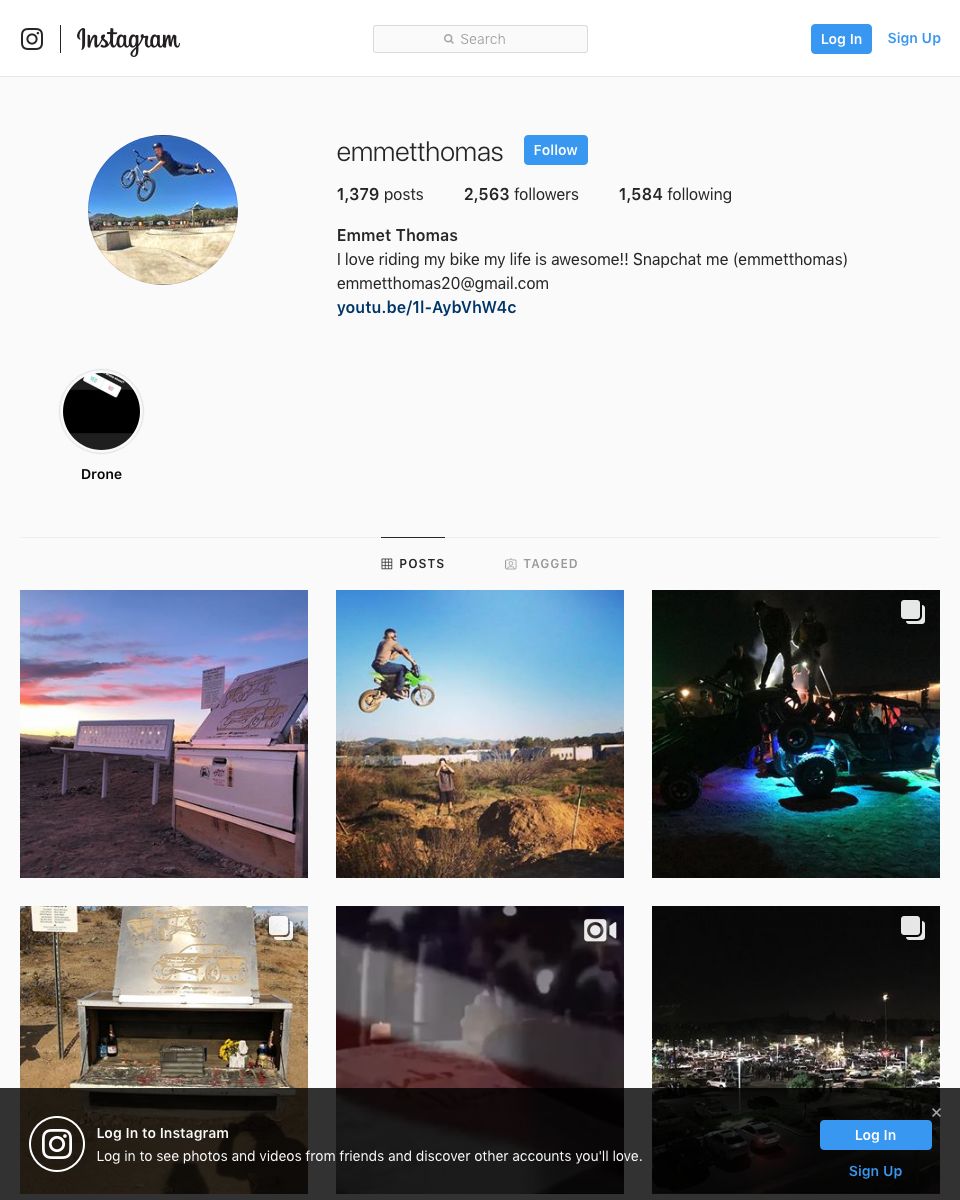 Instagram
Search
Log In
Sign Up
emmetthomas
Follow
1,379 posts
2,563 followers
1,584 following
Emmet Thomas
I love riding my bike my life is awesome!! Snapchat me (emmetthomas)
emmetthomas20@gmail.com
youtu.be/1I-AybVhW4c
Drone
POSTS
TAGGED
Log In to Instagram
Log in to see photos and videos from friends and discover other accounts you'll love.
Log In
Sign Up